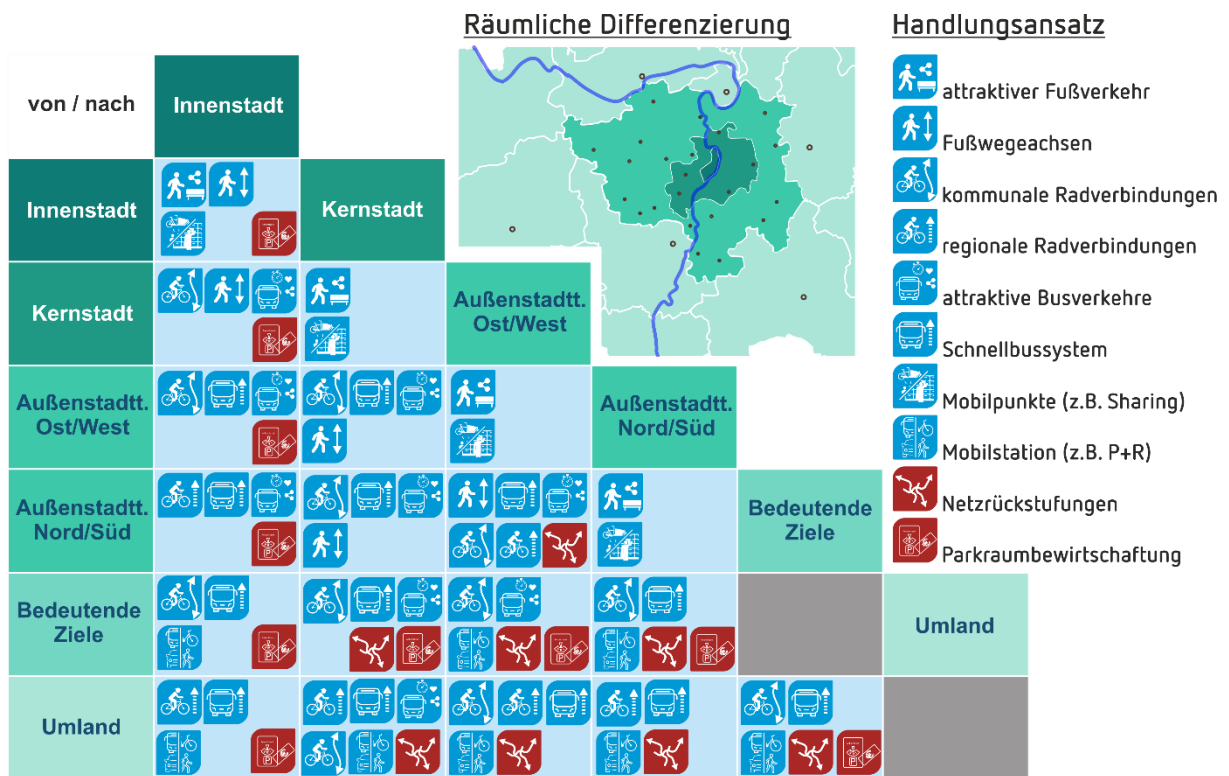 Räumliche Differenzierung
Handlungsansatz
von / nach
Innenstadt
Innenstadt
Kernstadt
Kernstadt
Außenstadtt.
Ost/West
Außenstadtt.
Ost/West
Außenstadtt.
Nord/Süd
Außenstadtt.
Nord/Süd
Bedeutende
Ziele
Bedeutende
Ziele
Umland
Umland
attraktiver Fußverkehr
Fußwegeachsen
kommunale Radverbindungen
regionale Radverbindungen
attraktive Busverkehre
Schnellbussystem
Mobilpunkte (z.B. Sharing)
Mobilstation (z.B. P+R)
Netzrückstufungen
Parkraumbewirtschaftung